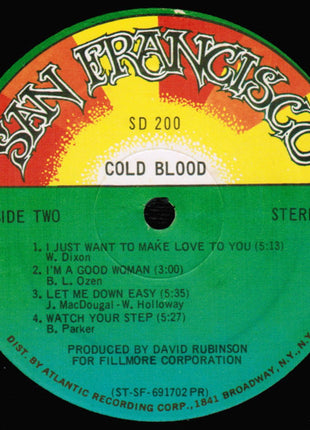 SAN FRANCISCO
SD 200
COLD BLOOD
SIDE TWO
STERE
1. I JUST WANT TO MAKE LOVE TO YOU (5:13)
W. Dixon
2. I'M A GOOD WOMAN (3:00)
B. L. Ozen
3. LET ME DOWN EASY (5:35)
J. MacDougal - W. Holloway
4. WATCH YOUR STEP (5:27)
B. Parker
PRODUCED BY DAVID RUBINSON
FOR FILLMORE CORPORATION
(ST-SF-691702 PR)
DIST. BY ATLANTIC RECORDING CORP., 1841 BROADWAY, N.Y., N.Y.